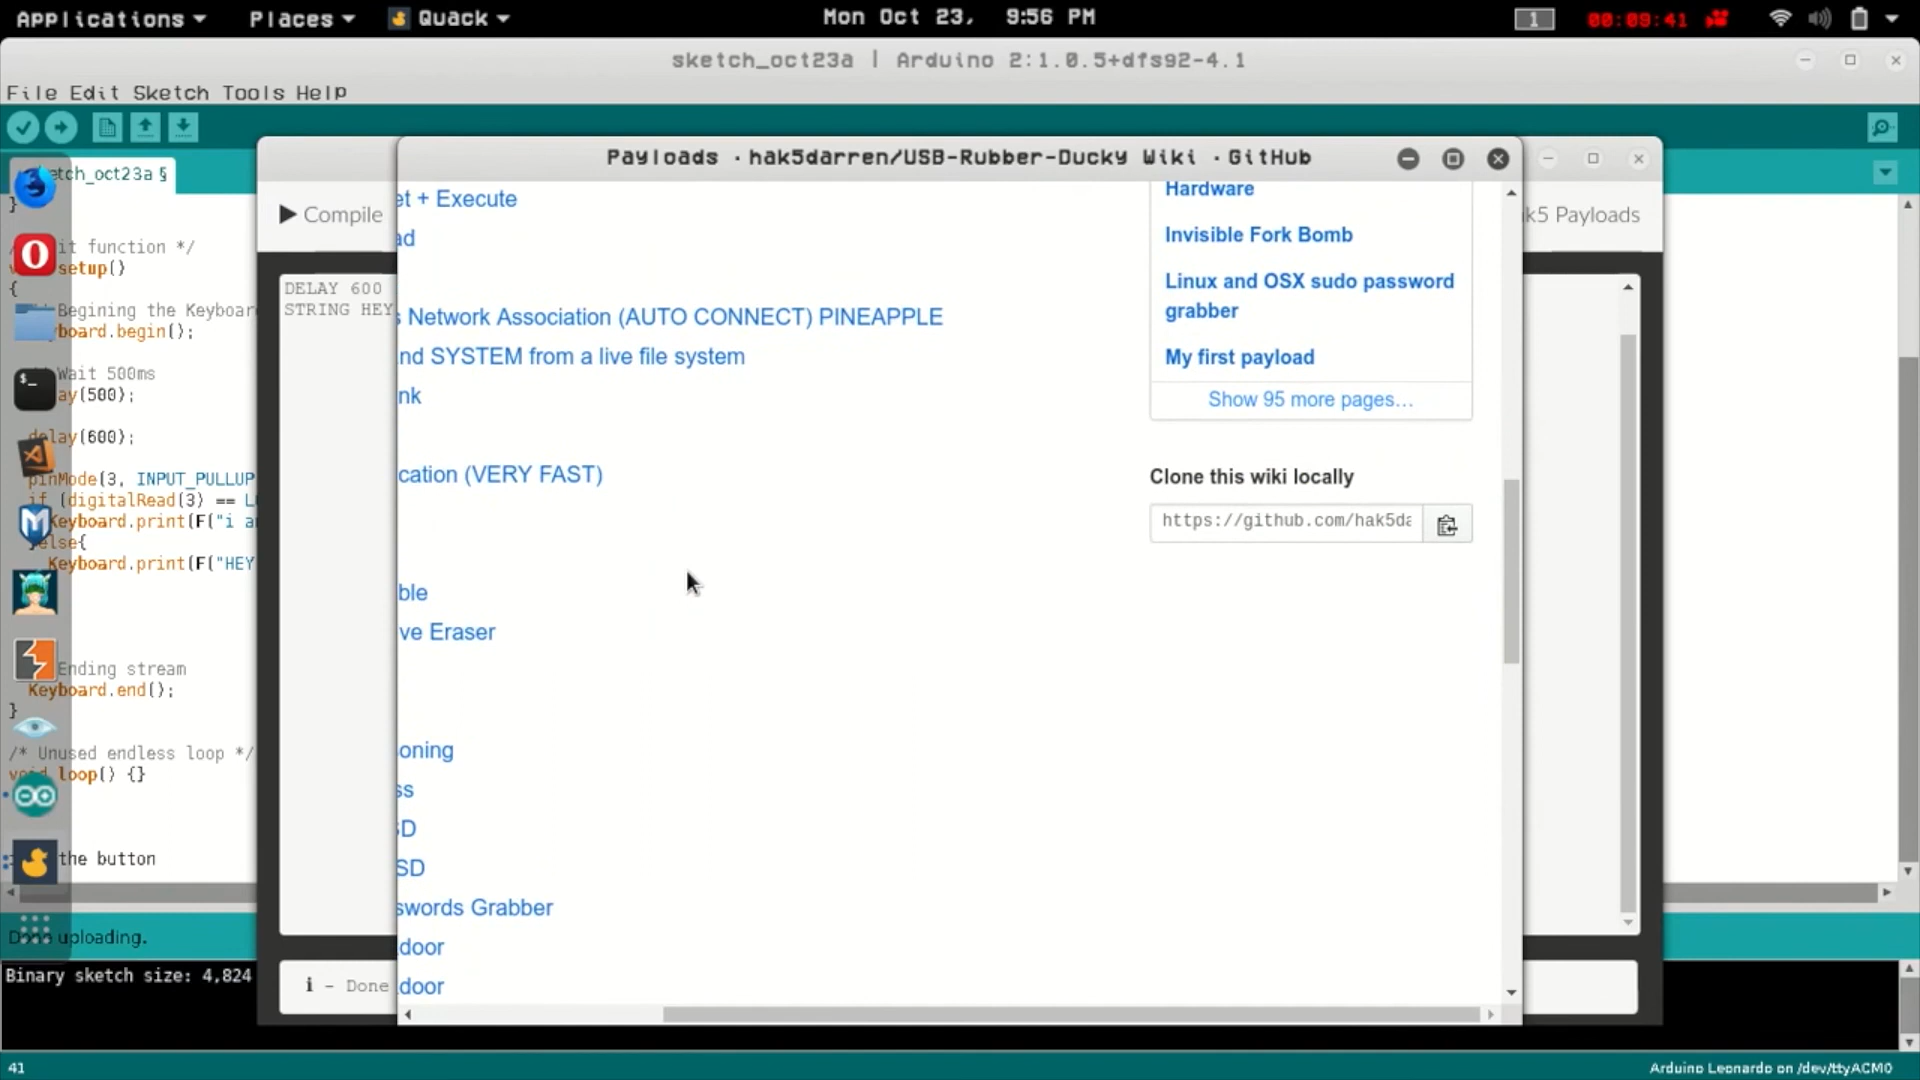 Applications Places Quack Mon Oct 23, 9:56 PM 1 00:09:41
sketch_oct23a | Arduino 2:1.0.5+dfsg2-4.1
File Edit Sketch Tools Help
etch_oct23a §
}
it function */
setup()
{
Begining the Keyboar
board.begin();
Wait 500ms
ay(500);
delay(600);
pinMode(3, INPUT_PULLUP
if (digitalRead(3) == L
Keyboard.print(F("i a
}else{
Keyboard.print(F("HEY
Ending stream
Keyboard.end();
}
/* Unused endless loop */
void loop() {}
the button
Done uploading.
Binary sketch size: 4,824
41
Arduino Leonardo on /dev/ttyACM0
Compile
k5 Payloads
DELAY 600
STRING HEY
i - Done
Payloads · hak5darren/USB-Rubber-Ducky Wiki · GitHub
et + Execute
ad
s Network Association (AUTO CONNECT) PINEAPPLE
nd SYSTEM from a live file system
nk
cation (VERY FAST)
ble
ve Eraser
oning
ss
SD
SD
swords Grabber
door
door
Hardware
Invisible Fork Bomb
Linux and OSX sudo password
grabber
My first payload
Show 95 more pages…
Clone this wiki locally
https://github.com/hak5da